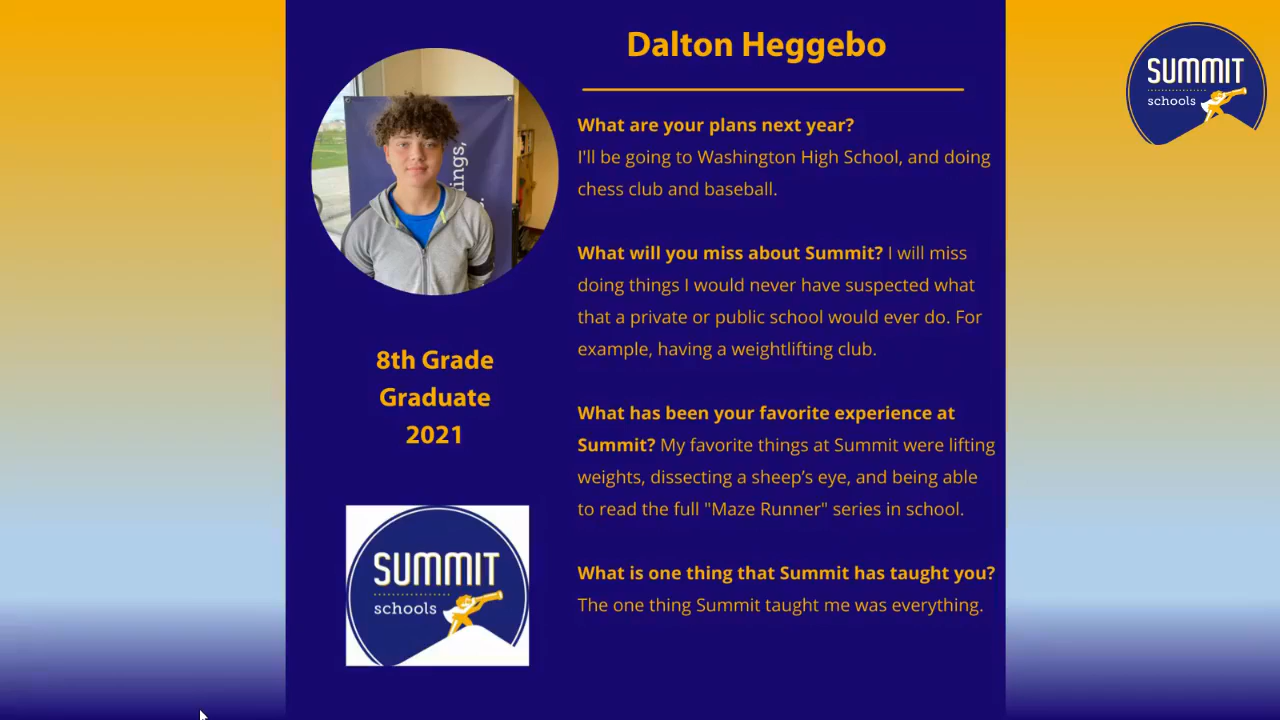 Dalton Heggebo
SUMMIT
schools
What are your plans next year?
I'll be going to Washington High School, and doing
chess club and baseball.
What will you miss about Summit? I will miss
doing things I would never have suspected what
that a private or public school would ever do. For
example, having a weightlifting club.
What has been your favorite experience at
Summit? My favorite things at Summit were lifting
weights, dissecting a sheep’s eye, and being able
to read the full "Maze Runner" series in school.
What is one thing that Summit has taught you?
The one thing Summit taught me was everything.
ings,
8th Grade
Graduate
2021
SUMMIT
schools